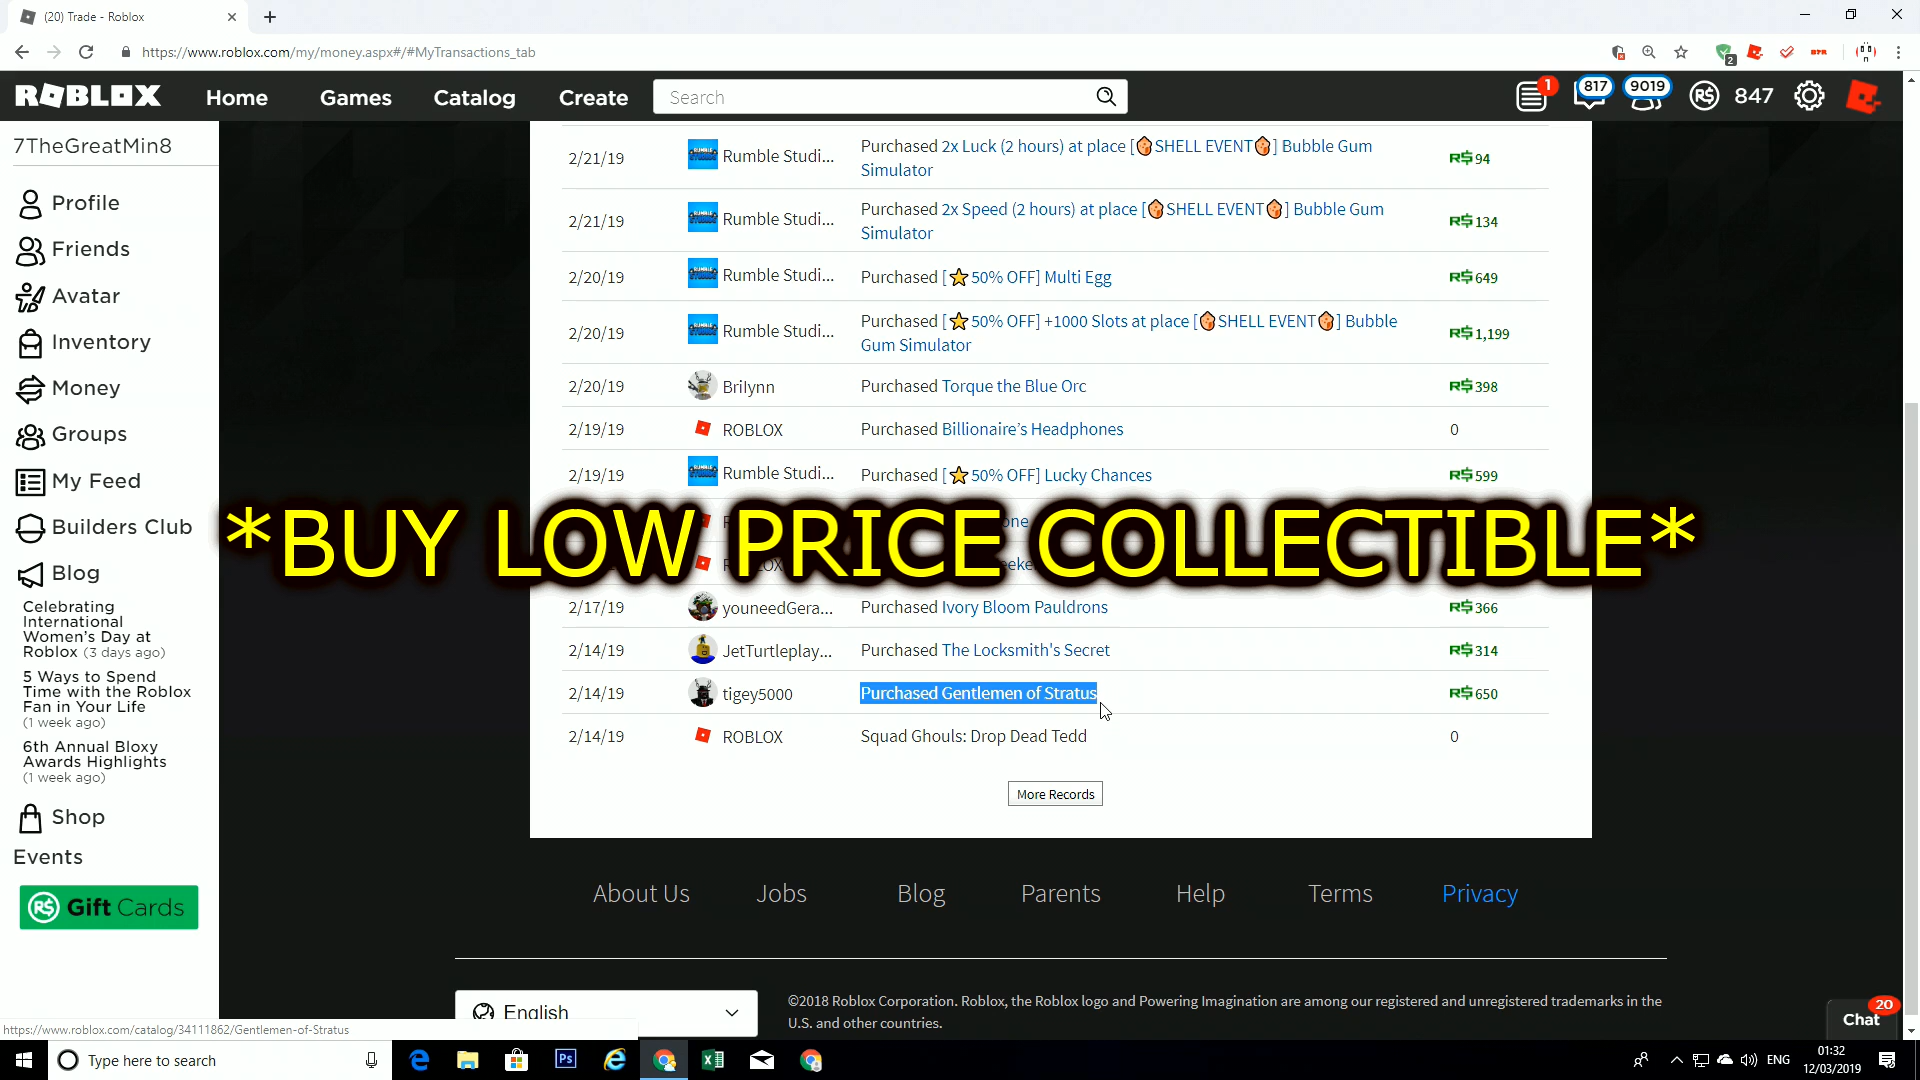 (20) Trade - Roblox
https://www.roblox.com/my/money.aspx#/#MyTransactions_tab
2
ROBLOX
Home
Games
Catalog
Create
Search
1
817
9019
847
7TheGreatMin8
Profile
Friends
Avatar
Inventory
Money
Groups
My Feed
Builders Club
Blog
Celebrating
International
Women's Day at
Roblox (3 days ago)
5 Ways to Spend
Time with the Roblox
Fan in Your Life
(1 week ago)
6th Annual Bloxy
Awards Highlights
(1 week ago)
Shop
Events
Gift Cards
2/21/19 Rumble Studi... Purchased 2x Luck (2 hours) at place [SHELL EVENT] Bubble Gum R$ 94
Simulator
2/21/19 Rumble Studi... Purchased 2x Speed (2 hours) at place [SHELL EVENT] Bubble Gum R$ 134
Simulator
2/20/19 Rumble Studi... Purchased [⭐50% OFF] Multi Egg R$ 649
2/20/19 Rumble Studi... Purchased [⭐50% OFF] +1000 Slots at place [SHELL EVENT] Bubble R$ 1,199
Gum Simulator
2/20/19 Brilynn Purchased Torque the Blue Orc R$ 398
2/19/19 ROBLOX Purchased Billionaire's Headphones 0
2/19/19 Rumble Studi... Purchased [⭐50% OFF] Lucky Chances R$ 599
*BUY LOW PRICE COLLECTIBLE*
2/17/19 youneedGera... Purchased Ivory Bloom Pauldrons R$ 366
2/14/19 JetTurtleplay... Purchased The Locksmith's Secret R$ 314
2/14/19 tigey5000 Purchased Gentlemen of Stratus R$ 650
2/14/19 ROBLOX Squad Ghouls: Drop Dead Tedd 0
More Records
About Us Jobs Blog Parents Help Terms Privacy
English
©2018 Roblox Corporation. Roblox, the Roblox logo and Powering Imagination are among our registered and unregistered trademarks in the
U.S. and other countries.
Chat
20
https://www.roblox.com/catalog/34111862/Gentlemen-of-Stratus
Type here to search
Ps
ENG
01:32
12/03/2019